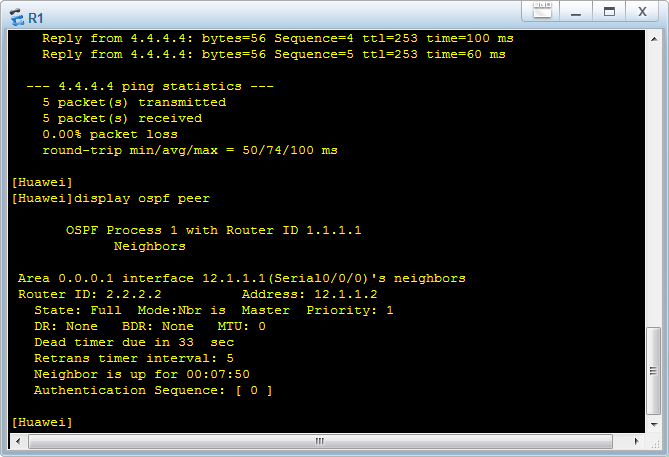 R1
Reply from 4.4.4.4: bytes=56 Sequence=4 ttl=253 time=100 ms
Reply from 4.4.4.4: bytes=56 Sequence=5 ttl=253 time=60 ms
--- 4.4.4.4 ping statistics ---
5 packet(s) transmitted
5 packet(s) received
0.00% packet loss
round-trip min/avg/max = 50/74/100 ms
[Huawei]
[Huawei]display ospf peer
OSPF Process 1 with Router ID 1.1.1.1
Neighbors
Area 0.0.0.1 interface 12.1.1.1(Serial0/0/0)'s neighbors
Router ID: 2.2.2.2 Address: 12.1.1.2
State: Full Mode:Nbr is Master Priority: 1
DR: None BDR: None MTU: 0
Dead timer due in 33 sec
Retrans timer interval: 5
Neighbor is up for 00:07:50
Authentication Sequence: [ 0 ]
[Huawei]